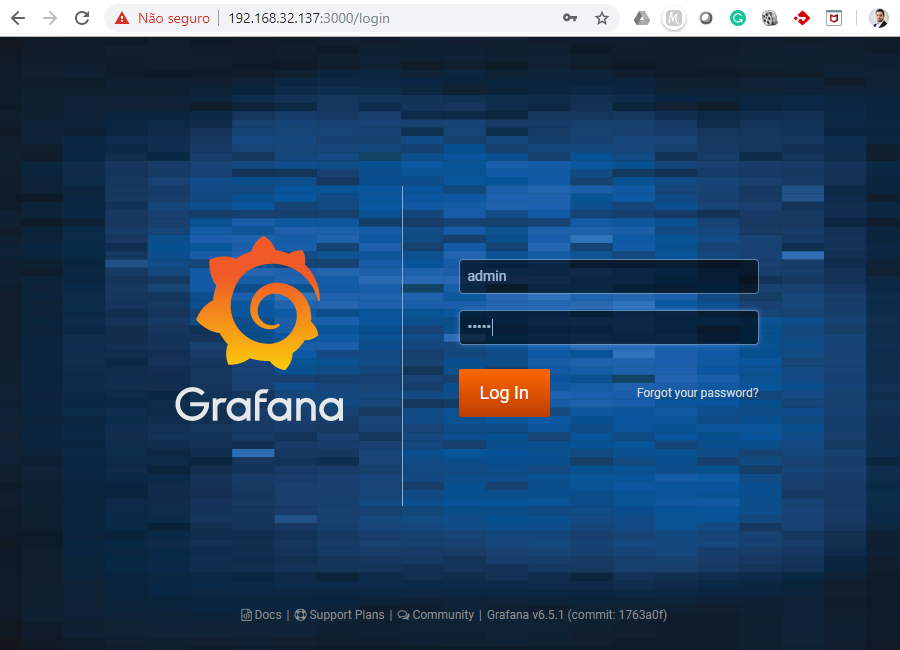 Não seguro | 192.168.32.137:3000/login
admin
•••••
Grafana
Log In
Forgot your password?
Docs | Support Plans | Community | Grafana v6.5.1 (commit: 1763a0f)